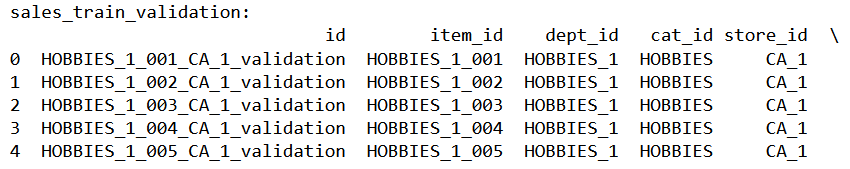 sales_train_validation:
id item_id dept_id cat_id store_id \
0 HOBBIES_1_001_CA_1_validation HOBBIES_1_001 HOBBIES_1 HOBBIES CA_1
1 HOBBIES_1_002_CA_1_validation HOBBIES_1_002 HOBBIES_1 HOBBIES CA_1
2 HOBBIES_1_003_CA_1_validation HOBBIES_1_003 HOBBIES_1 HOBBIES CA_1
3 HOBBIES_1_004_CA_1_validation HOBBIES_1_004 HOBBIES_1 HOBBIES CA_1
4 HOBBIES_1_005_CA_1_validation HOBBIES_1_005 HOBBIES_1 HOBBIES CA_1